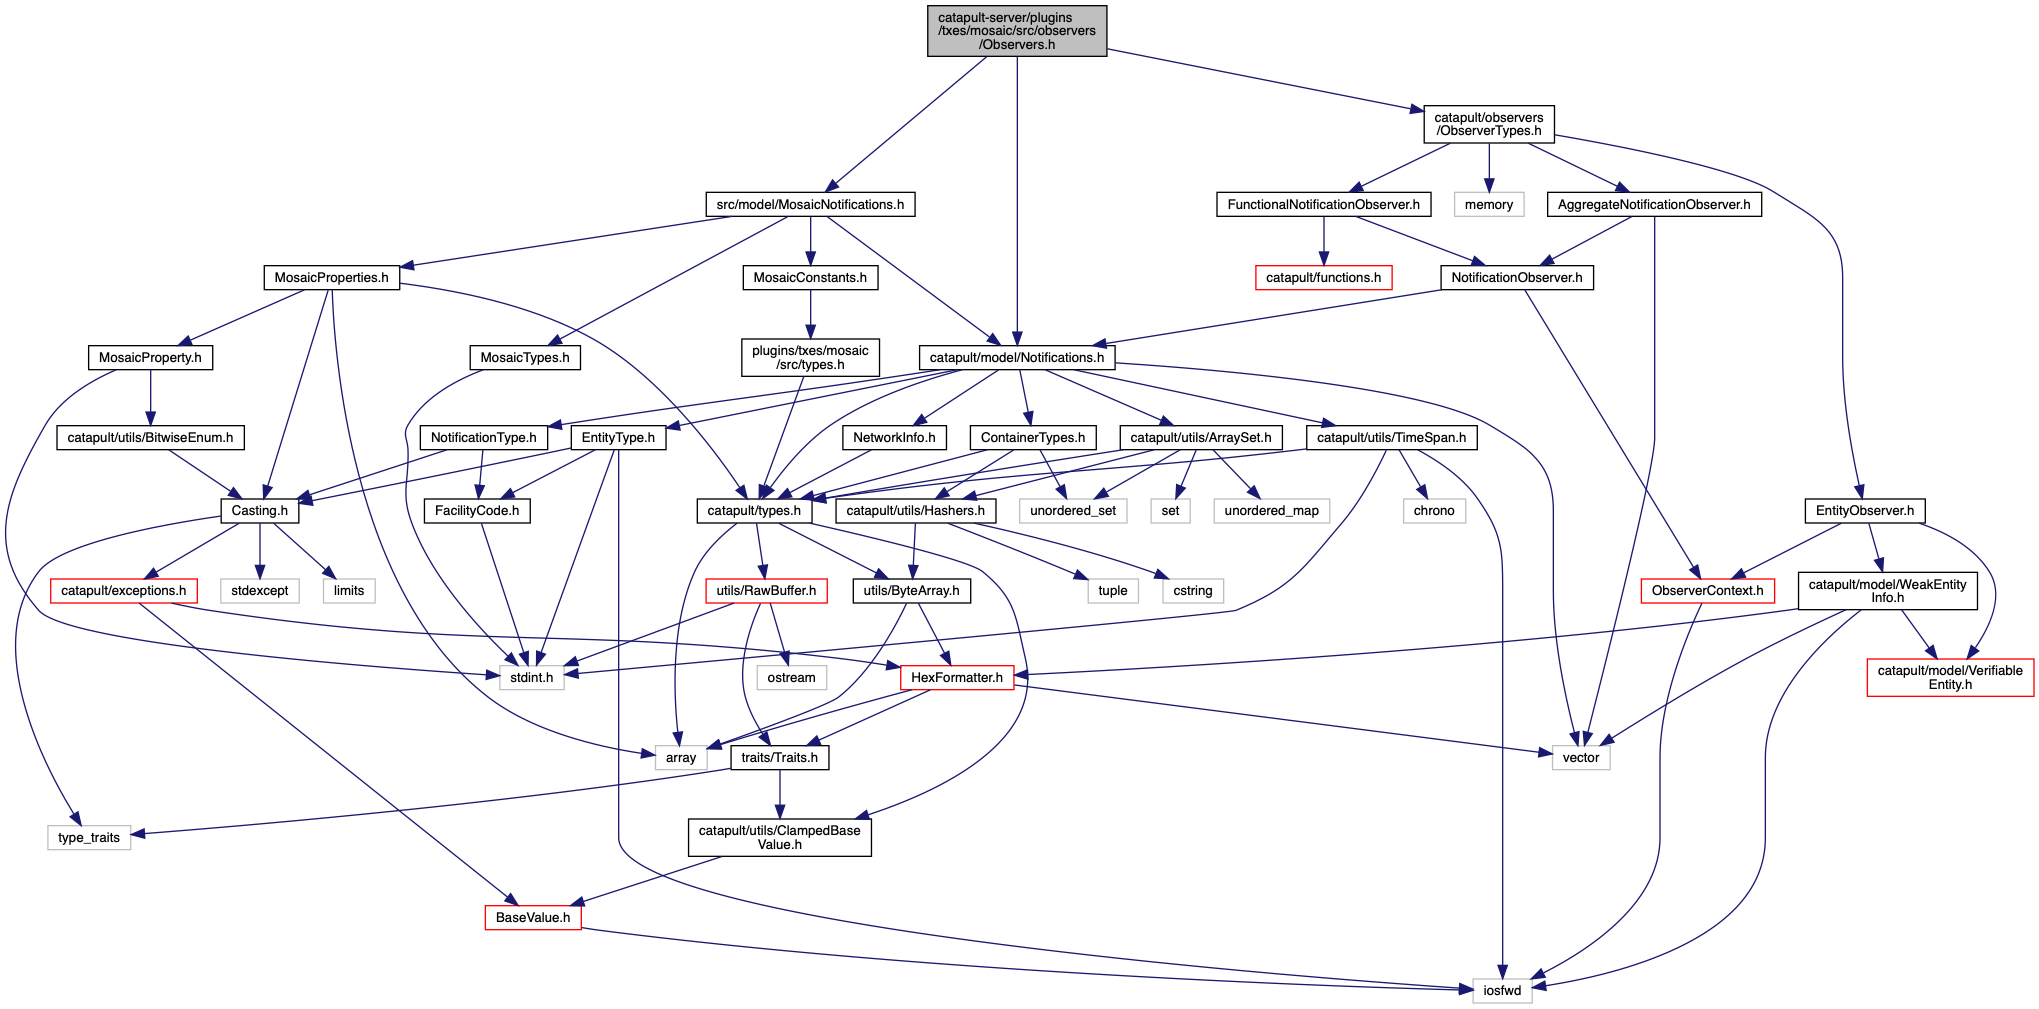 catapult-server/plugins
/txes/mosaic/src/observers
/Observers.h
catapult/observers
/ObserverTypes.h
src/model/MosaicNotifications.h
FunctionalNotificationObserver.h
memory
AggregateNotificationObserver.h
MosaicProperties.h
MosaicConstants.h
catapult/functions.h
NotificationObserver.h
MosaicProperty.h
MosaicTypes.h
plugins/txes/mosaic
/src/types.h
catapult/model/Notifications.h
catapult/utils/BitwiseEnum.h
NotificationType.h
EntityType.h
NetworkInfo.h
ContainerTypes.h
catapult/utils/ArraySet.h
catapult/utils/TimeSpan.h
Casting.h
FacilityCode.h
catapult/types.h
catapult/utils/Hashers.h
unordered_set
set
unordered_map
chrono
EntityObserver.h
catapult/exceptions.h
stdexcept
limits
utils/RawBuffer.h
utils/ByteArray.h
tuple
cstring
ObserverContext.h
catapult/model/WeakEntity
Info.h
stdint.h
ostream
HexFormatter.h
catapult/model/Verifiable
Entity.h
array
traits/Traits.h
vector
type_traits
catapult/utils/ClampedBase
Value.h
BaseValue.h
iosfwd